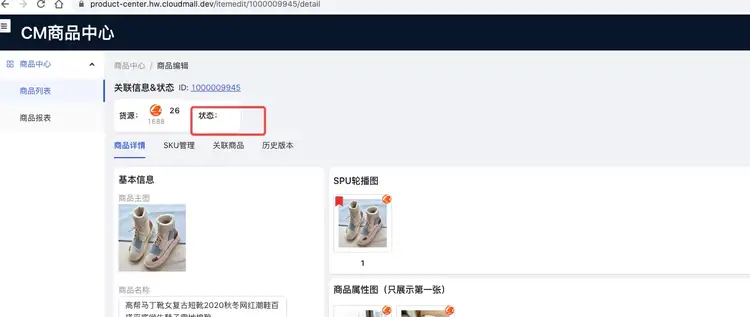 product-center.hw.cloudmall.dev/itemedit/1000009945/detail
CM商品中心
商品中心
商品列表
商品报表
商品中心 / 商品编辑
关联信息&状态 ID: 1000009945
货源: 1688 26 状态:
商品详情 SKU管理 关联商品 历史版本
基本信息
商品主图
商品名称
高帮马丁靴女复古短靴2020秋冬网红潮鞋百
SPU轮播图
1
商品属性图（只展示第一张）